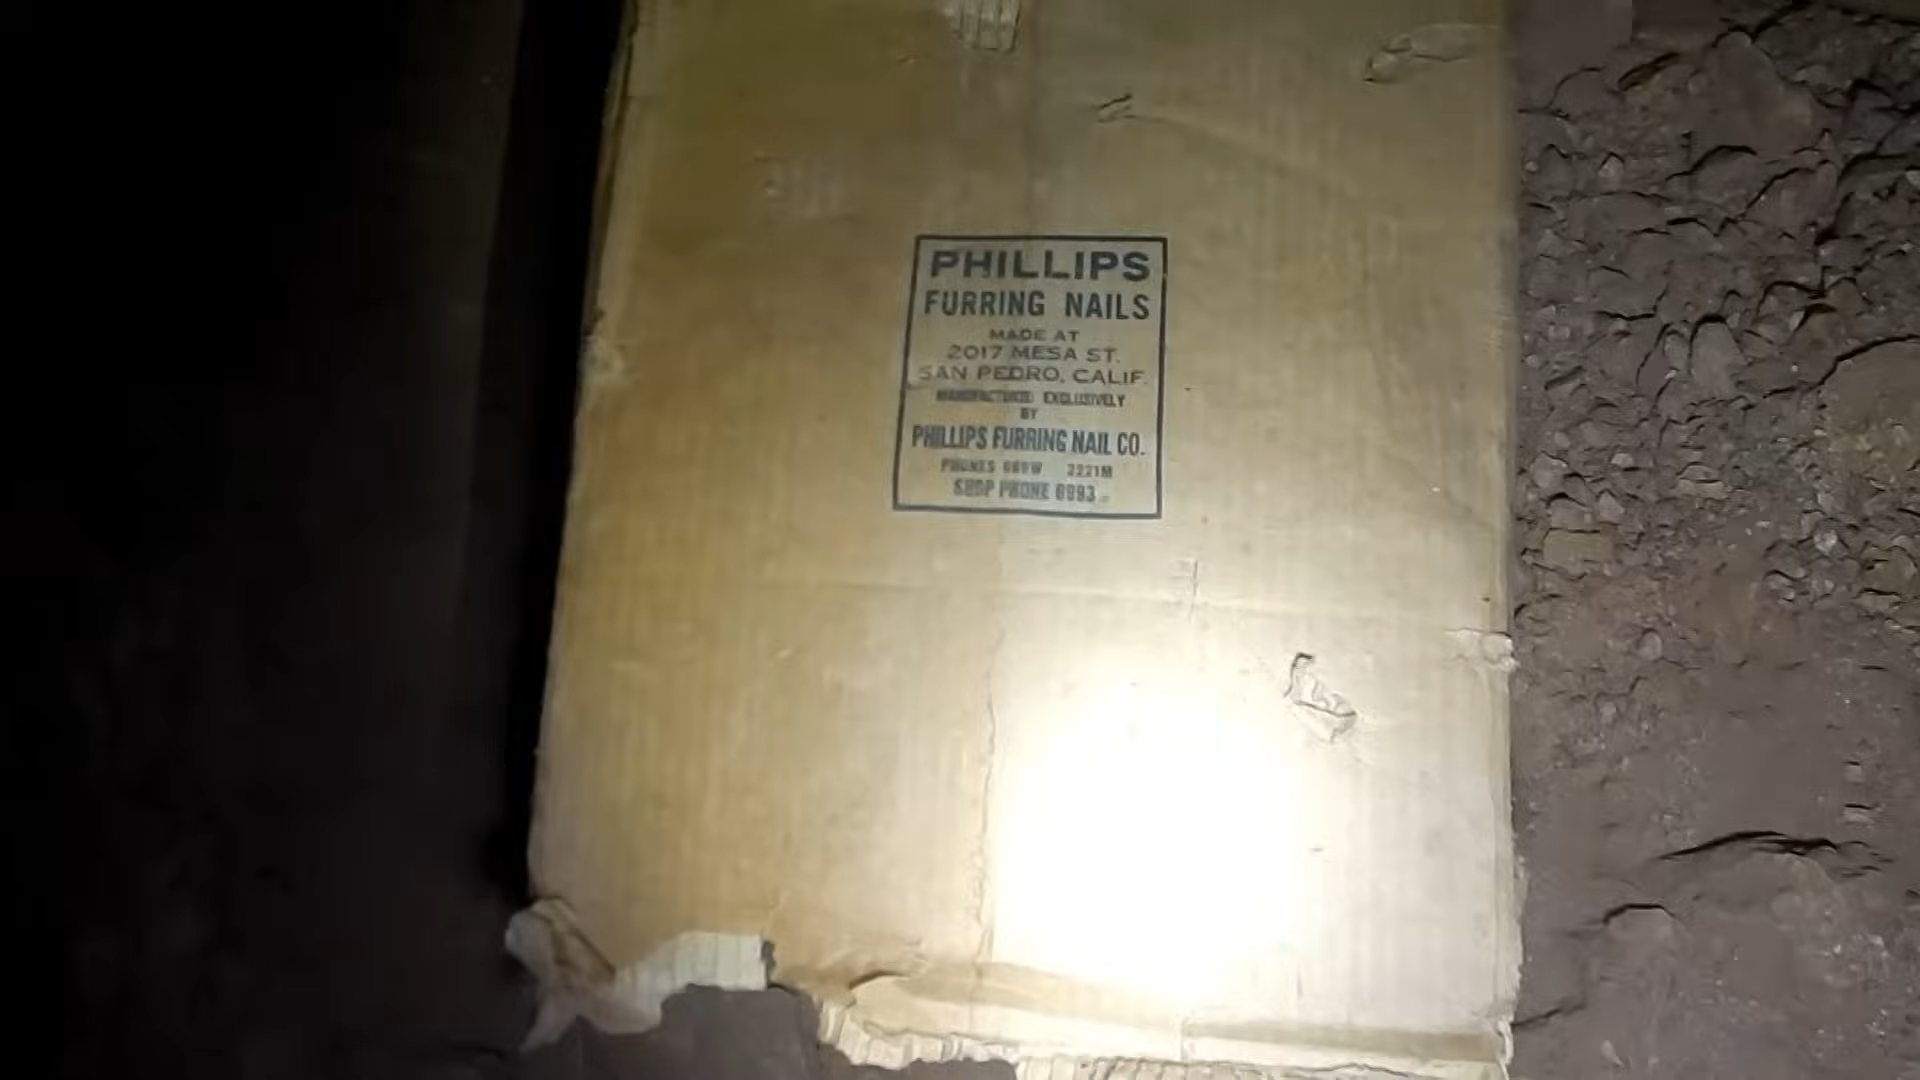 PHILLIPS
FURRING NAILS
MADE AT
2017 MESA ST.
SAN PEDRO, CALIF.
MANUFACTURED EXCLUSIVELY
BY
PHILLIPS FURRING NAIL CO.
PHONES 2221M
SHOP PHONE